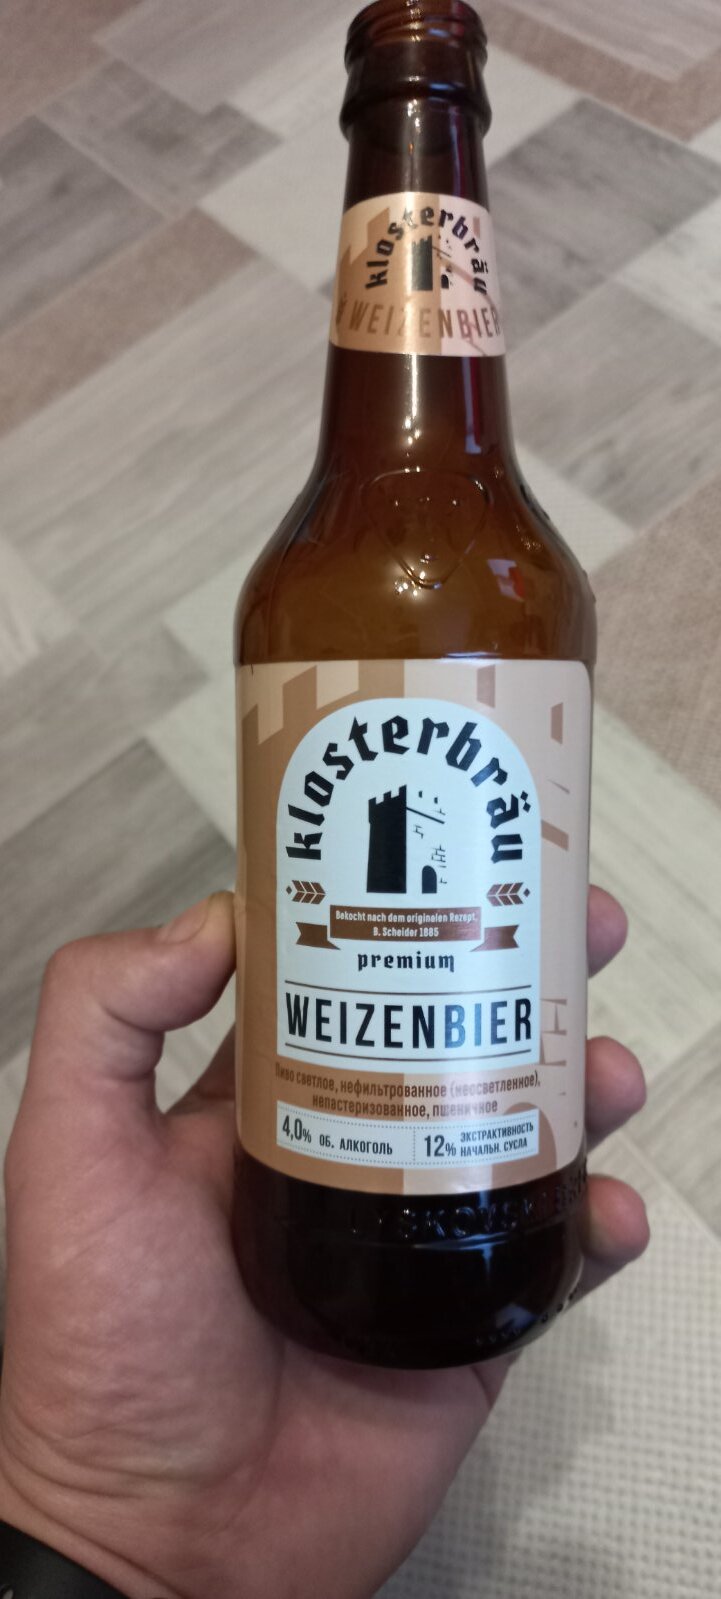 klosterbräu
WEIZENBIER
klosterbräu
Bekocht nach dem originelen Rezept,
B. Scheider 1885
premium
WEIZENBIER
Пиво светлое, нефильтрованное (неосветленное),
непастеризованное, пшеничное
4,0% ОБ. АЛКОГОЛЬ
12% ЭКСТРАКТИВНОСТЬ
НАЧАЛЬН. СУСЛА